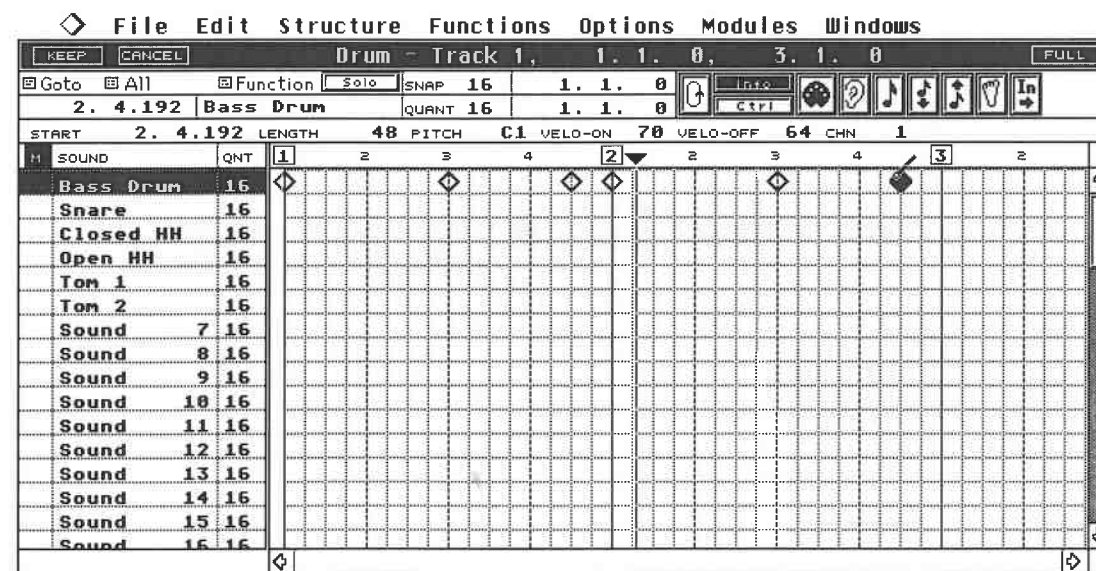 File Edit Structure Functions Options Modules Windows
KEEP CANCEL Drum - Track 1, 1. 1. 0, 3. 1. 0 FULL
Goto All Function Solo SNAP 16 1. 1. 0 Info In
2. 4.192 Bass Drum QUANT 16 1. 1. 0 Ctrl
START 2. 4.192 LENGTH 48 PITCH C1 VELO-ON 70 VELO-OFF 64 CHN 1
M SOUND QNT 1 2 3 4 2 2 3 4 3 2
Bass Drum 16
Snare 16
Closed HH 16
Open HH 16
Tom 1 16
Tom 2 16
Sound 7 16
Sound 8 16
Sound 9 16
Sound 10 16
Sound 11 16
Sound 12 16
Sound 13 16
Sound 14 16
Sound 15 16
Sound 16 16